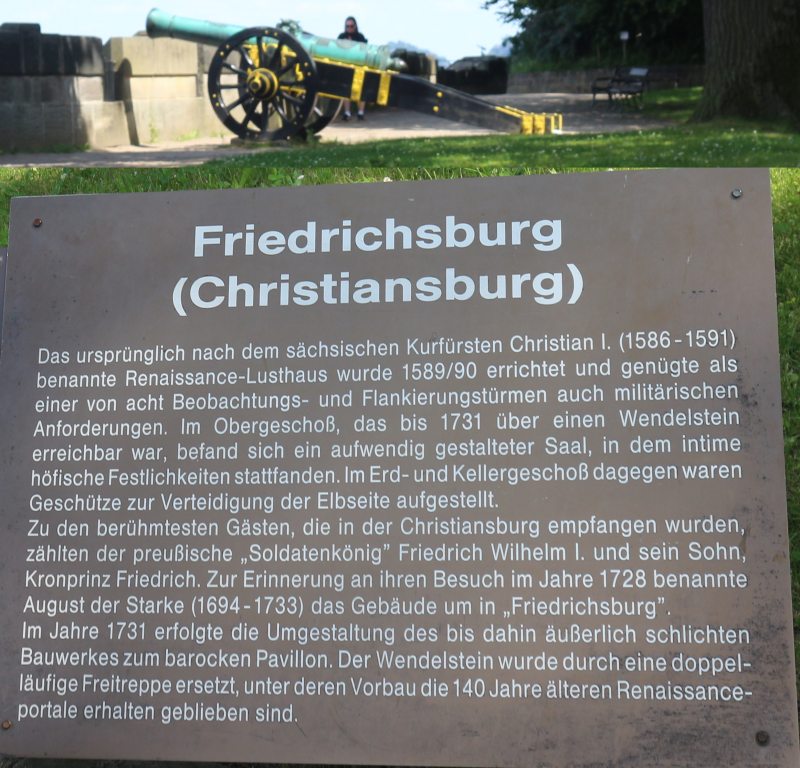 Friedrichsburg
(Christiansburg)
Das ursprünglich nach dem sächsischen Kurfürsten Christian I. (1586-1591)
benannte Renaissance-Lusthaus wurde 1589/90 errichtet und genügte als
einer von acht Beobachtungs- und Flankierungstürmen auch militärischen
Anforderungen. Im Obergeschoß, das bis 1731 über einen Wendelstein
erreichbar war, befand sich ein aufwendig gestalteter Saal, in dem intime
höfische Festlichkeiten stattfanden. Im Erd- und Kellergeschoß dagegen waren
Geschütze zur Verteidigung der Elbseite aufgestellt.
Zu den berühmtesten Gästen, die in der Christiansburg empfangen wurden,
zählten der preußische „Soldatenkönig” Friedrich Wilhelm I. und sein Sohn,
Kronprinz Friedrich. Zur Erinnerung an ihren Besuch im Jahre 1728 benannte
August der Starke (1694-1733) das Gebäude um in „Friedrichsburg”.
Im Jahre 1731 erfolgte die Umgestaltung des bis dahin äußerlich schlichten
Bauwerkes zum barocken Pavillon. Der Wendelstein wurde durch eine doppel-
läufige Freitreppe ersetzt, unter deren Vorbau die 140 Jahre älteren Renaissance-
portale erhalten geblieben sind.